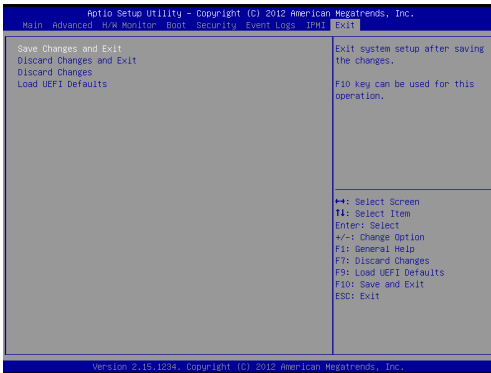 Aptio Setup Utility – Copyright (C) 2012 American Megatrends, Inc.
Main Advanced H/W Monitor Boot Security Event Logs IPMI Exit
Save Changes and Exit
Discard Changes and Exit
Discard Changes
Load UEFI Defaults
Exit system setup after saving
the changes.
F10 key can be used for this
operation.
↔: Select Screen
↑↓: Select Item
Enter: Select
+/-: Change Option
F1: General Help
F7: Discard Changes
F9: Load UEFI Defaults
F10: Save and Exit
ESC: Exit
Version 2.15.1234. Copyright (C) 2012 American Megatrends, Inc.